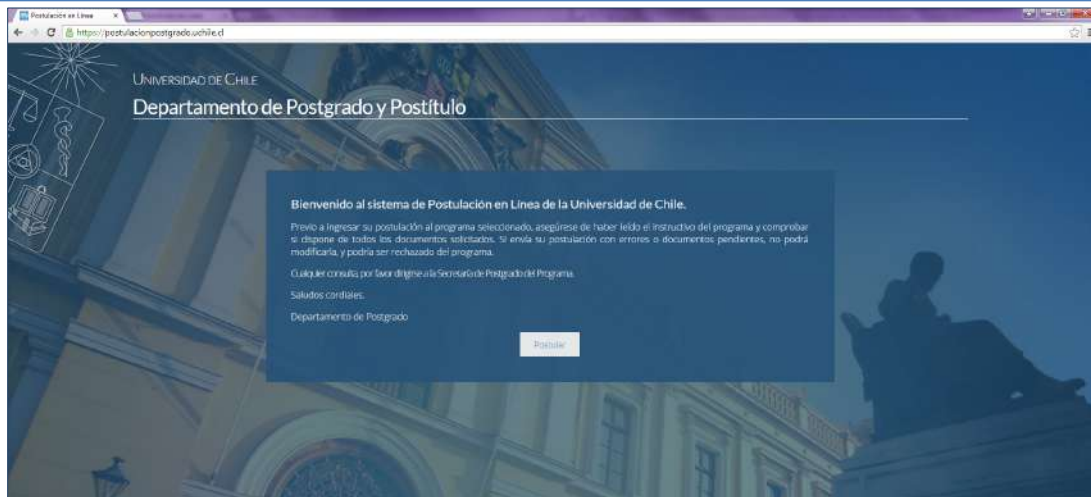 Postulación en Línea
https://postulacionpostgrado.uchile.cl
UNIVERSIDAD DE CHILE
Departamento de Postgrado y Postítulo
Bienvenido al sistema de Postulación en Línea de la Universidad de Chile.
Previo a ingresar su postulación al programa seleccionado, asegúrese de haber leído el instructivo del programa y comprobar
si dispone de todos los documentos solicitados. Si envía su postulación con errores o documentos pendientes, no podrá
modificarla, y podría ser rechazado del programa.
Cualquier consulta, por favor dirigirse a la Secretaría de Postgrado del Programa.
Saludos cordiales.
Departamento de Postgrado
Postular